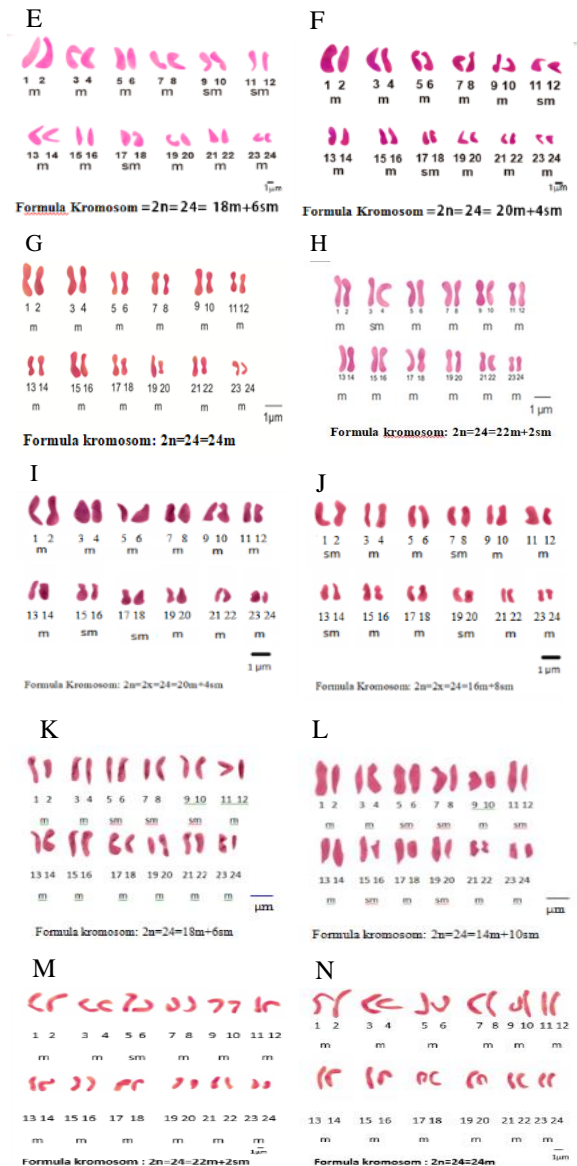 E
1 2 3 4 5 6 7 8 9 10 11 12
m m m m sm sm
13 14 15 16 17 18 19 20 21 22 23 24
m m sm m m m
1µm
Formula Kromosom =2n=24= 18m+6sm
F
1 2 3 4 5 6 7 8 9 10 11 12
m m m m m sm
13 14 15 16 17 18 19 20 21 22 23 24
m m sm m m m
1µm
Formula Kromosom =2n=24= 20m+4sm
G
1 2 3 4 5 6 7 8 9 10 11 12
m m m m m m
13 14 15 16 17 18 19 20 21 22 23 24
m m m m m m
1µm
Formula kromosom: 2n=24=24m
H
1 2 3 4 5 6 7 8 9 10 11 12
m sm m m m m
13 14 15 16 17 18 19 20 21 22 23 24
m m m m m m
1 µm
Formula kromosom: 2n=24=22m+2sm
I
1 2 3 4 5 6 7 8 9 10 11 12
m m m m m m
13 14 15 16 17 18 19 20 21 22 23 24
m sm sm m m m
1 µm
Formula Kromosom: 2n=2x=24=20m+4sm
J
1 2 3 4 5 6 7 8 9 10 11 12
sm m m sm m m
13 14 15 16 17 18 19 20 21 22 23 24
sm m m sm m m
1 µm
Formula Kromosom: 2n=2x=24=16m+8sm
K
1 2 3 4 5 6 7 8 9 10 11 12
m m sm sm sm m
13 14 15 16 17 18 19 20 21 22 23 24
m m m m m m
µm
Formula kromosom: 2n=24=18m+6sm
L
1 2 3 4 5 6 7 8 9 10 11 12
m m sm sm m sm
13 14 15 16 17 18 19 20 21 22 23 24
m sm m sm m m
µm
Formula kromosom: 2n=24=14m+10sm
M
1 2 3 4 5 6 7 8 9 10 11 12
m m sm m m m
13 14 15 16 17 18 19 20 21 22 23 24
m m m m m m
1µm
Formula kromosom : 2n=24=22m+2sm
N
1 2 3 4 5 6 7 8 9 10 11 12
m m m m m m
13 14 15 16 17 18 19 20 21 22 23 24
m m m m m m
1µm
Formula kromosom : 2n=24=24m